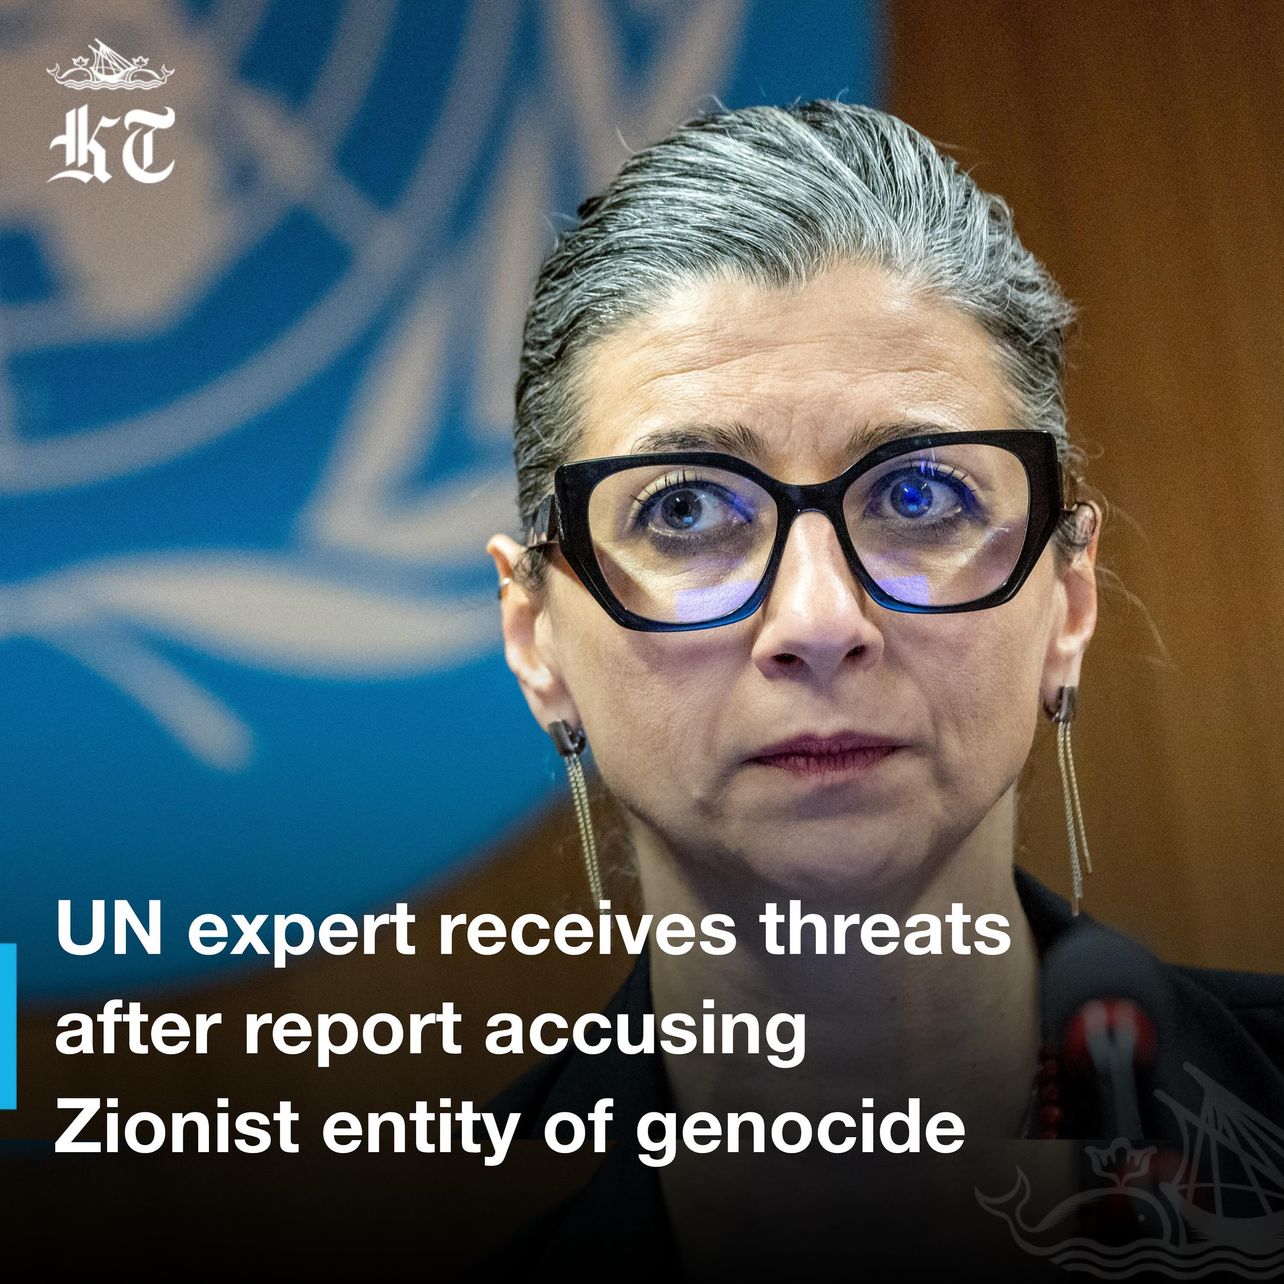 KT
UN expert receives threats
after report accusing
Zionist entity of genocide